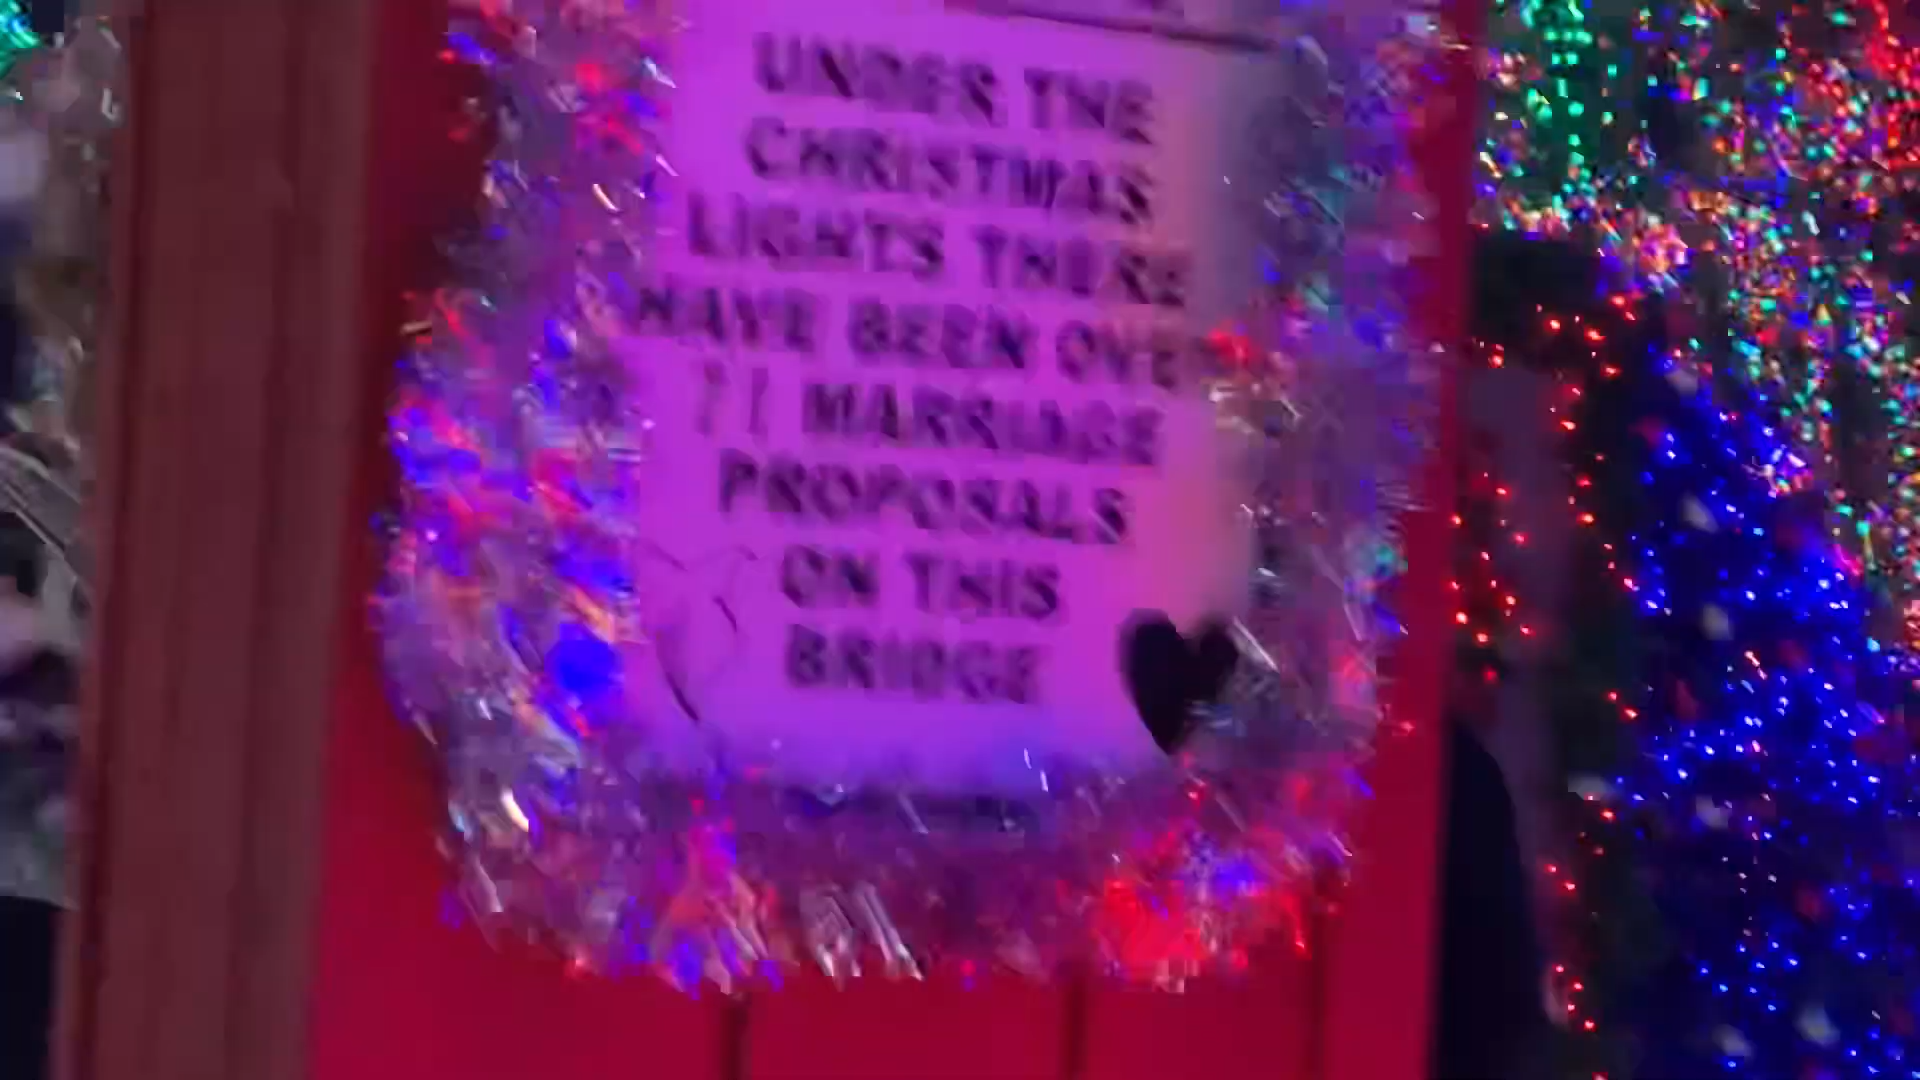 UNDER THE
CHRISTMAS
LIGHTS THERE
HAVE BEEN OVER
MARRIAGE
PROPOSALS
ON THIS
BRIDGE